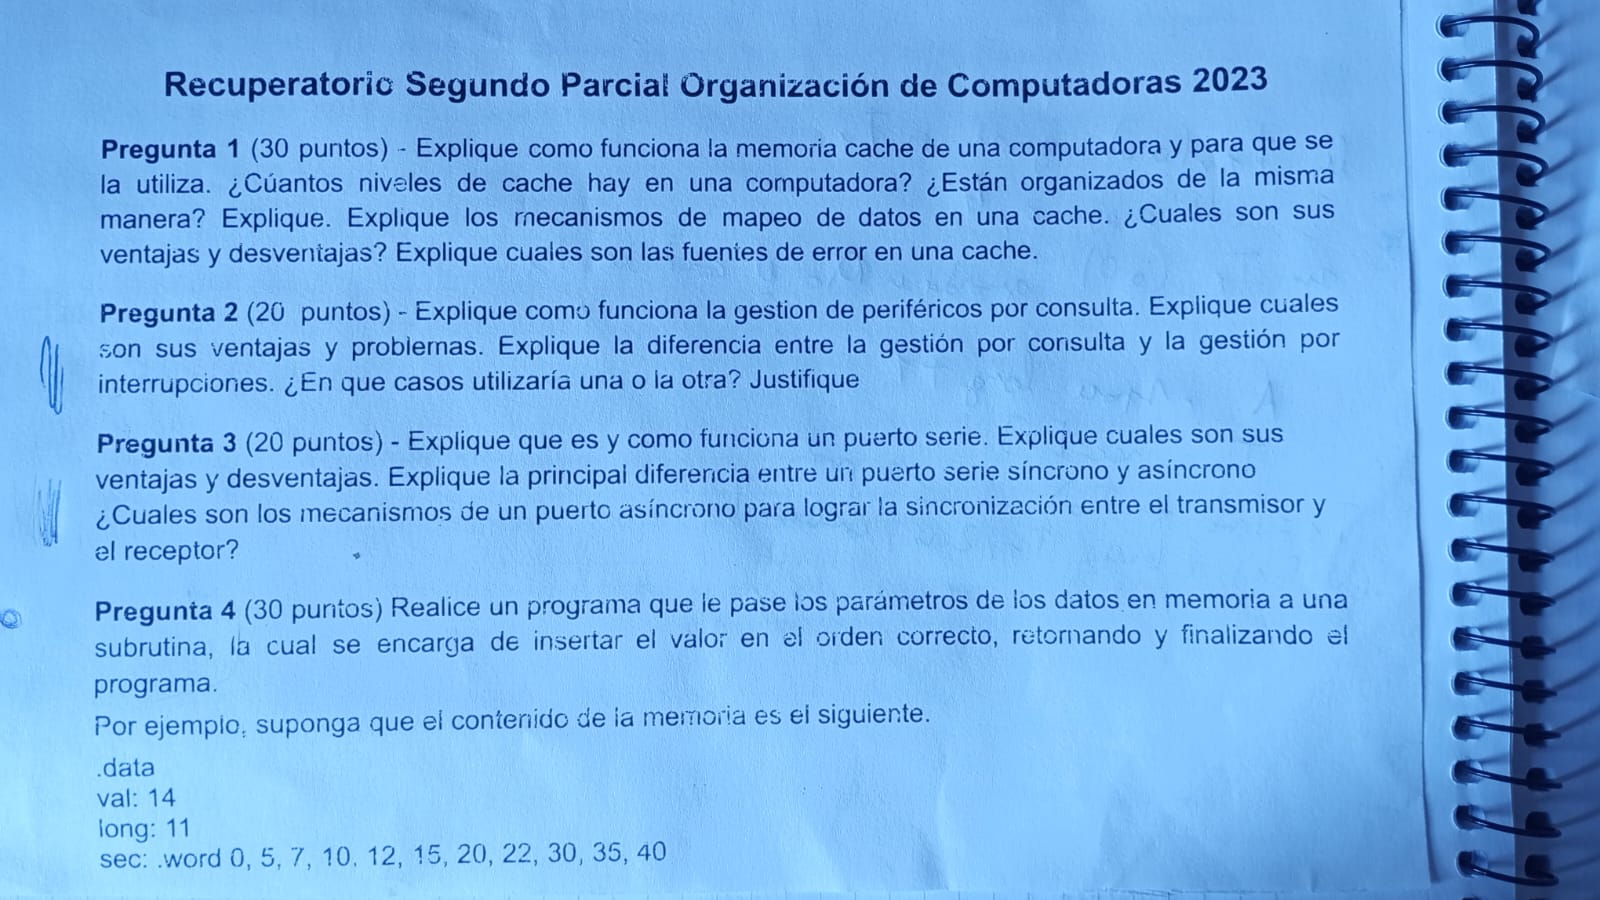 Recuperatorio Segundo Parcial Organización de Computadoras 2023
Pregunta 1 (30 puntos) - Explique como funciona la memoria cache de una computadora y para que se
la utiliza. ¿Cúantos niveles de cache hay en una computadora? ¿Están organizados de la misma
manera? Explique. Explique los mecanismos de mapeo de datos en una cache. ¿Cuales son sus
ventajas y desventajas? Explique cuales son las fuentes de error en una cache.
Pregunta 2 (20 puntos) - Explique como funciona la gestion de periféricos por consulta. Explique cuales
son sus ventajas y problemas. Explique la diferencia entre la gestión por consulta y la gestión por
interrupciones. ¿En que casos utilizaría una o la otra? Justifique
Pregunta 3 (20 puntos) - Explique que es y como funciona un puerto serie. Explique cuales son sus
ventajas y desventajas. Explique la principal diferencia entre un puerto serie síncrono y asíncrono
¿Cuales son los mecanismos de un puerto asíncrono para lograr la sincronización entre el transmisor y
el receptor?
Pregunta 4 (30 puntos) Realice un programa que le pase los parámetros de los datos en memoria a una
subrutina, la cual se encarga de insertar el valor en el orden correcto, retornando y finalizando el
programa.
Por ejemplo, suponga que el contenido de la memoria es el siguiente.
.data
val: 14
long: 11
sec: .word 0, 5, 7, 10, 12, 15, 20, 22, 30, 35, 40